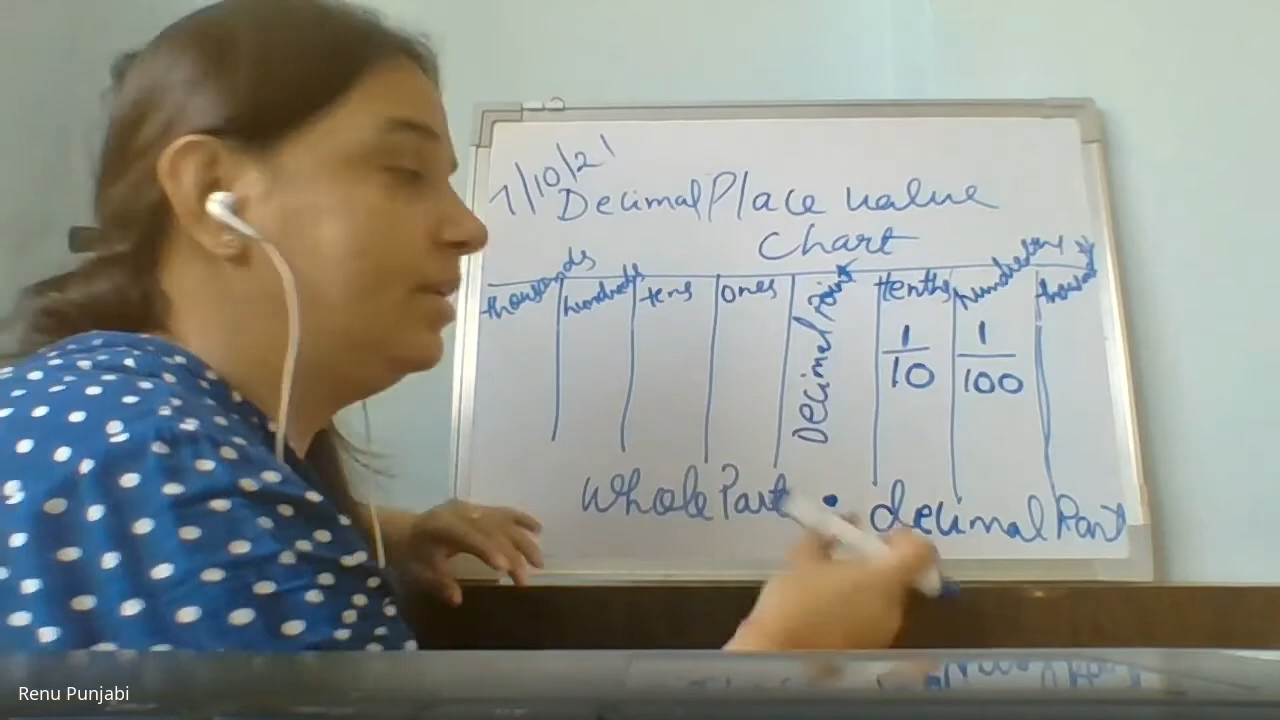 7/10/21
Decimal Place value
Chart
thousands hundreds tens ones Decimal Point tenths hundredths
1/10 1/100
Whole Part . decimal Part
Renu Punjabi